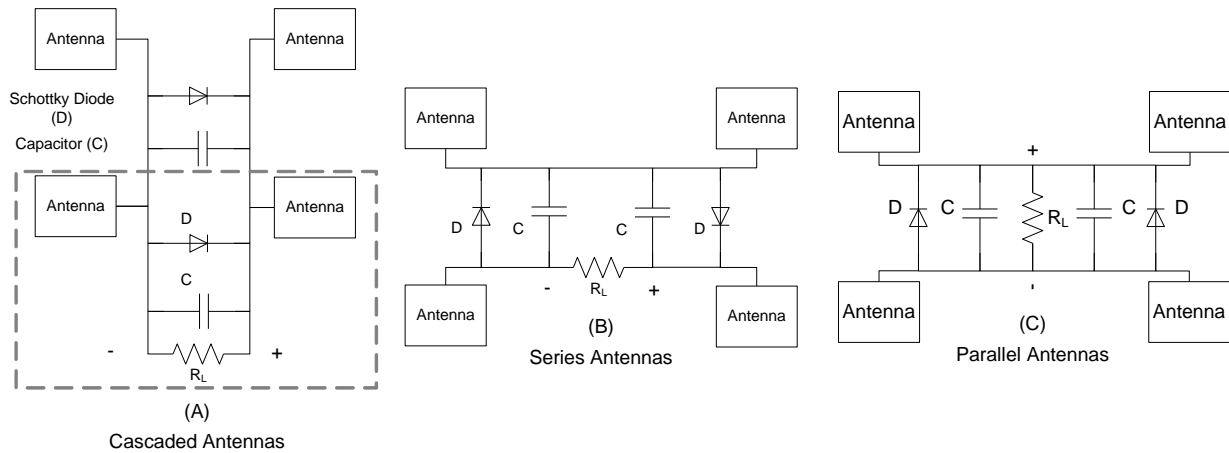 Antenna
Antenna
Schottky Diode
(D)
Capacitor (C)
Antenna
Antenna
D
C
-
+
RL
(A)
Cascaded Antennas
Antenna
Antenna
D
C
C
D
-
RL
+
Antenna
Antenna
(B)
Series Antennas
Antenna
Antenna
+
D
C
RL
C
D
-
Antenna
Antenna
(C)
Parallel Antennas